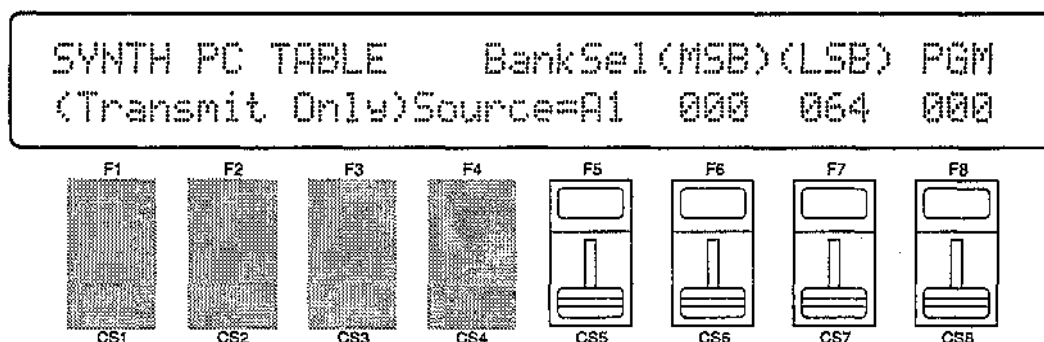 SYNTH PC TABLE BankSel(MSB)(LSB) PGM
(Transmit Only)Source=A1 000 064 000
F1 F2 F3 F4 F5 F6 F7 F8
CS1 CS2 CS3 CS4 CS5 CS6 CS7 CS8